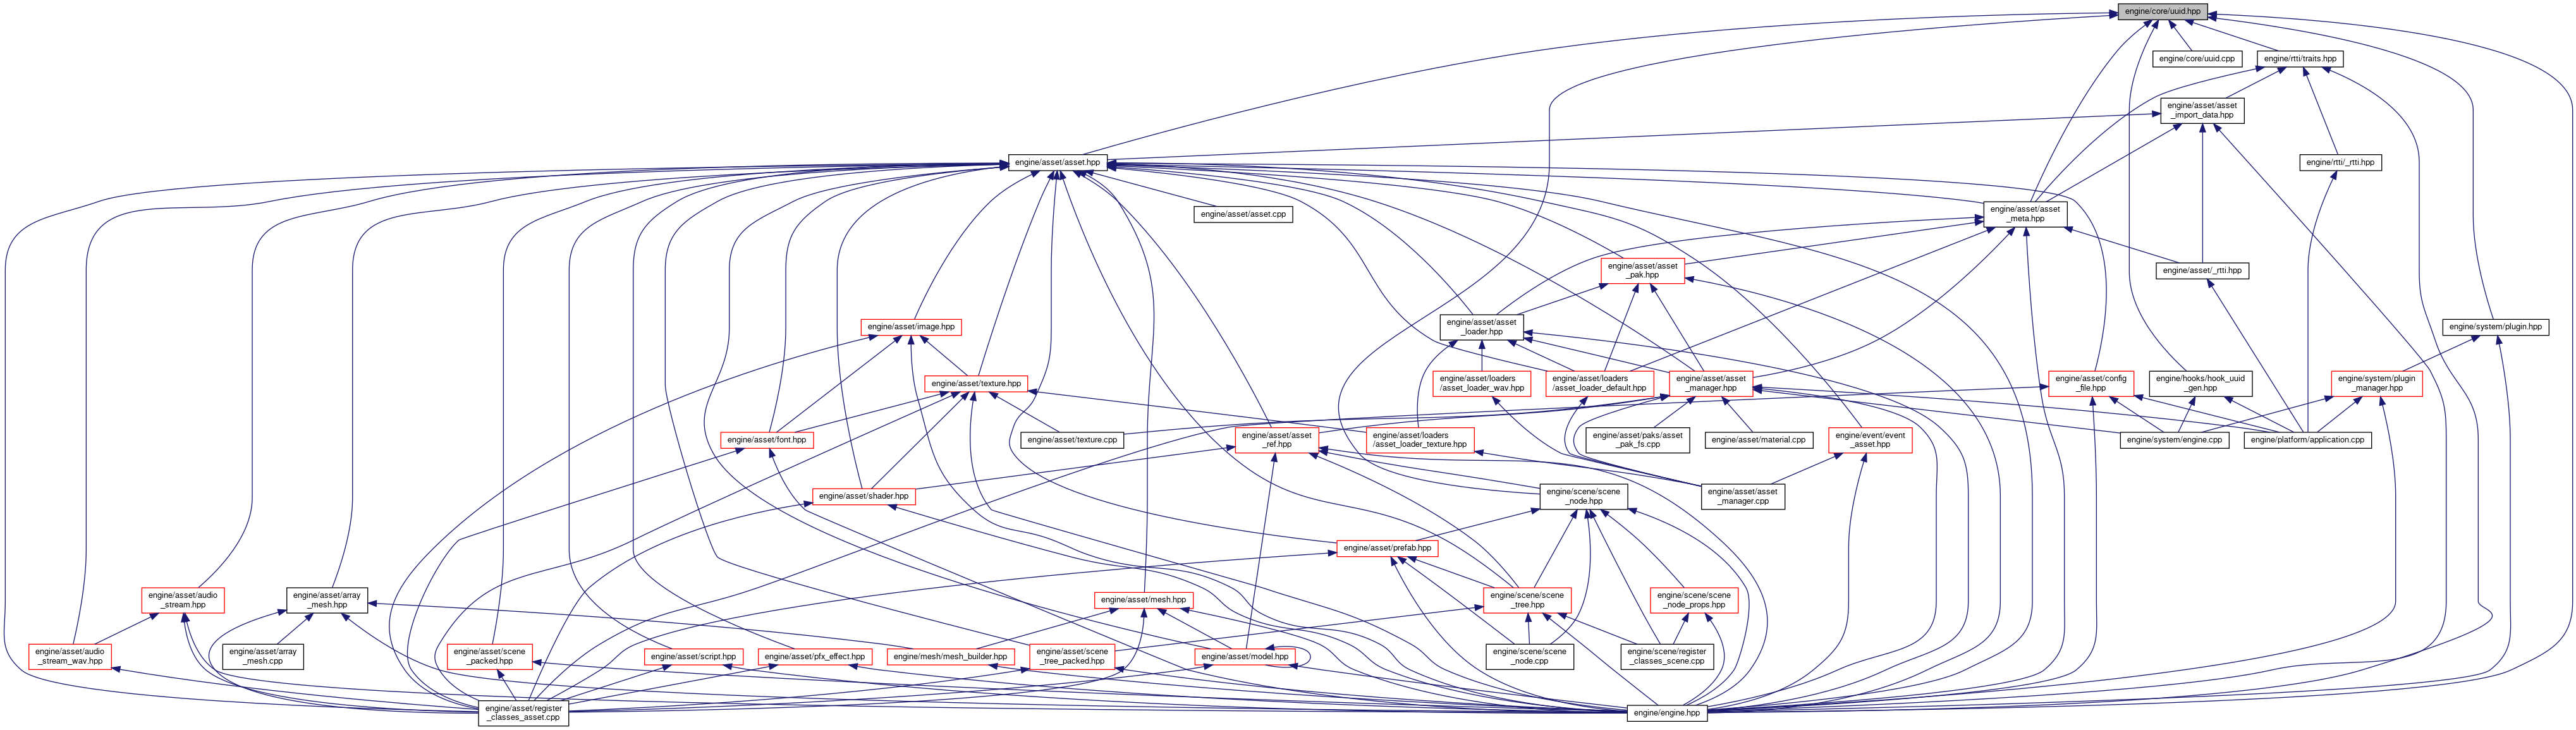 engine/core/uuid.hpp
engine/core/uuid.cpp
engine/rtti/traits.hpp
engine/asset/asset
_import_data.hpp
engine/asset/asset.hpp
engine/rtti/_rtti.hpp
engine/asset/asset.cpp
engine/asset/asset
_meta.hpp
engine/asset/asset
_pak.hpp
engine/asset/_rtti.hpp
engine/asset/image.hpp
engine/asset/asset
_loader.hpp
engine/system/plugin.hpp
engine/asset/texture.hpp
engine/asset/loaders
/asset_loader_wav.hpp
engine/asset/loaders
/asset_loader_default.hpp
engine/asset/asset
_manager.hpp
engine/asset/config
_file.hpp
engine/hooks/hook_uuid
_gen.hpp
engine/system/plugin
_manager.hpp
engine/asset/font.hpp
engine/asset/texture.cpp
engine/asset/asset
_ref.hpp
engine/asset/loaders
/asset_loader_texture.hpp
engine/asset/paks/asset
_pak_fs.cpp
engine/asset/material.cpp
engine/event/event
_asset.hpp
engine/system/engine.cpp
engine/platform/application.cpp
engine/asset/shader.hpp
engine/scene/scene
_node.hpp
engine/asset/asset
_manager.cpp
engine/asset/prefab.hpp
engine/asset/audio
_stream.hpp
engine/asset/array
_mesh.hpp
engine/asset/mesh.hpp
engine/scene/scene
_tree.hpp
engine/scene/scene
_node_props.hpp
engine/asset/audio
_stream_wav.hpp
engine/asset/array
_mesh.cpp
engine/asset/scene
_packed.hpp
engine/asset/script.hpp
engine/asset/pfx_effect.hpp
engine/mesh/mesh_builder.hpp
engine/asset/scene
_tree_packed.hpp
engine/asset/model.hpp
engine/scene/scene
_node.cpp
engine/scene/register
_classes_scene.cpp
engine/asset/register
_classes_asset.cpp
engine/engine.hpp